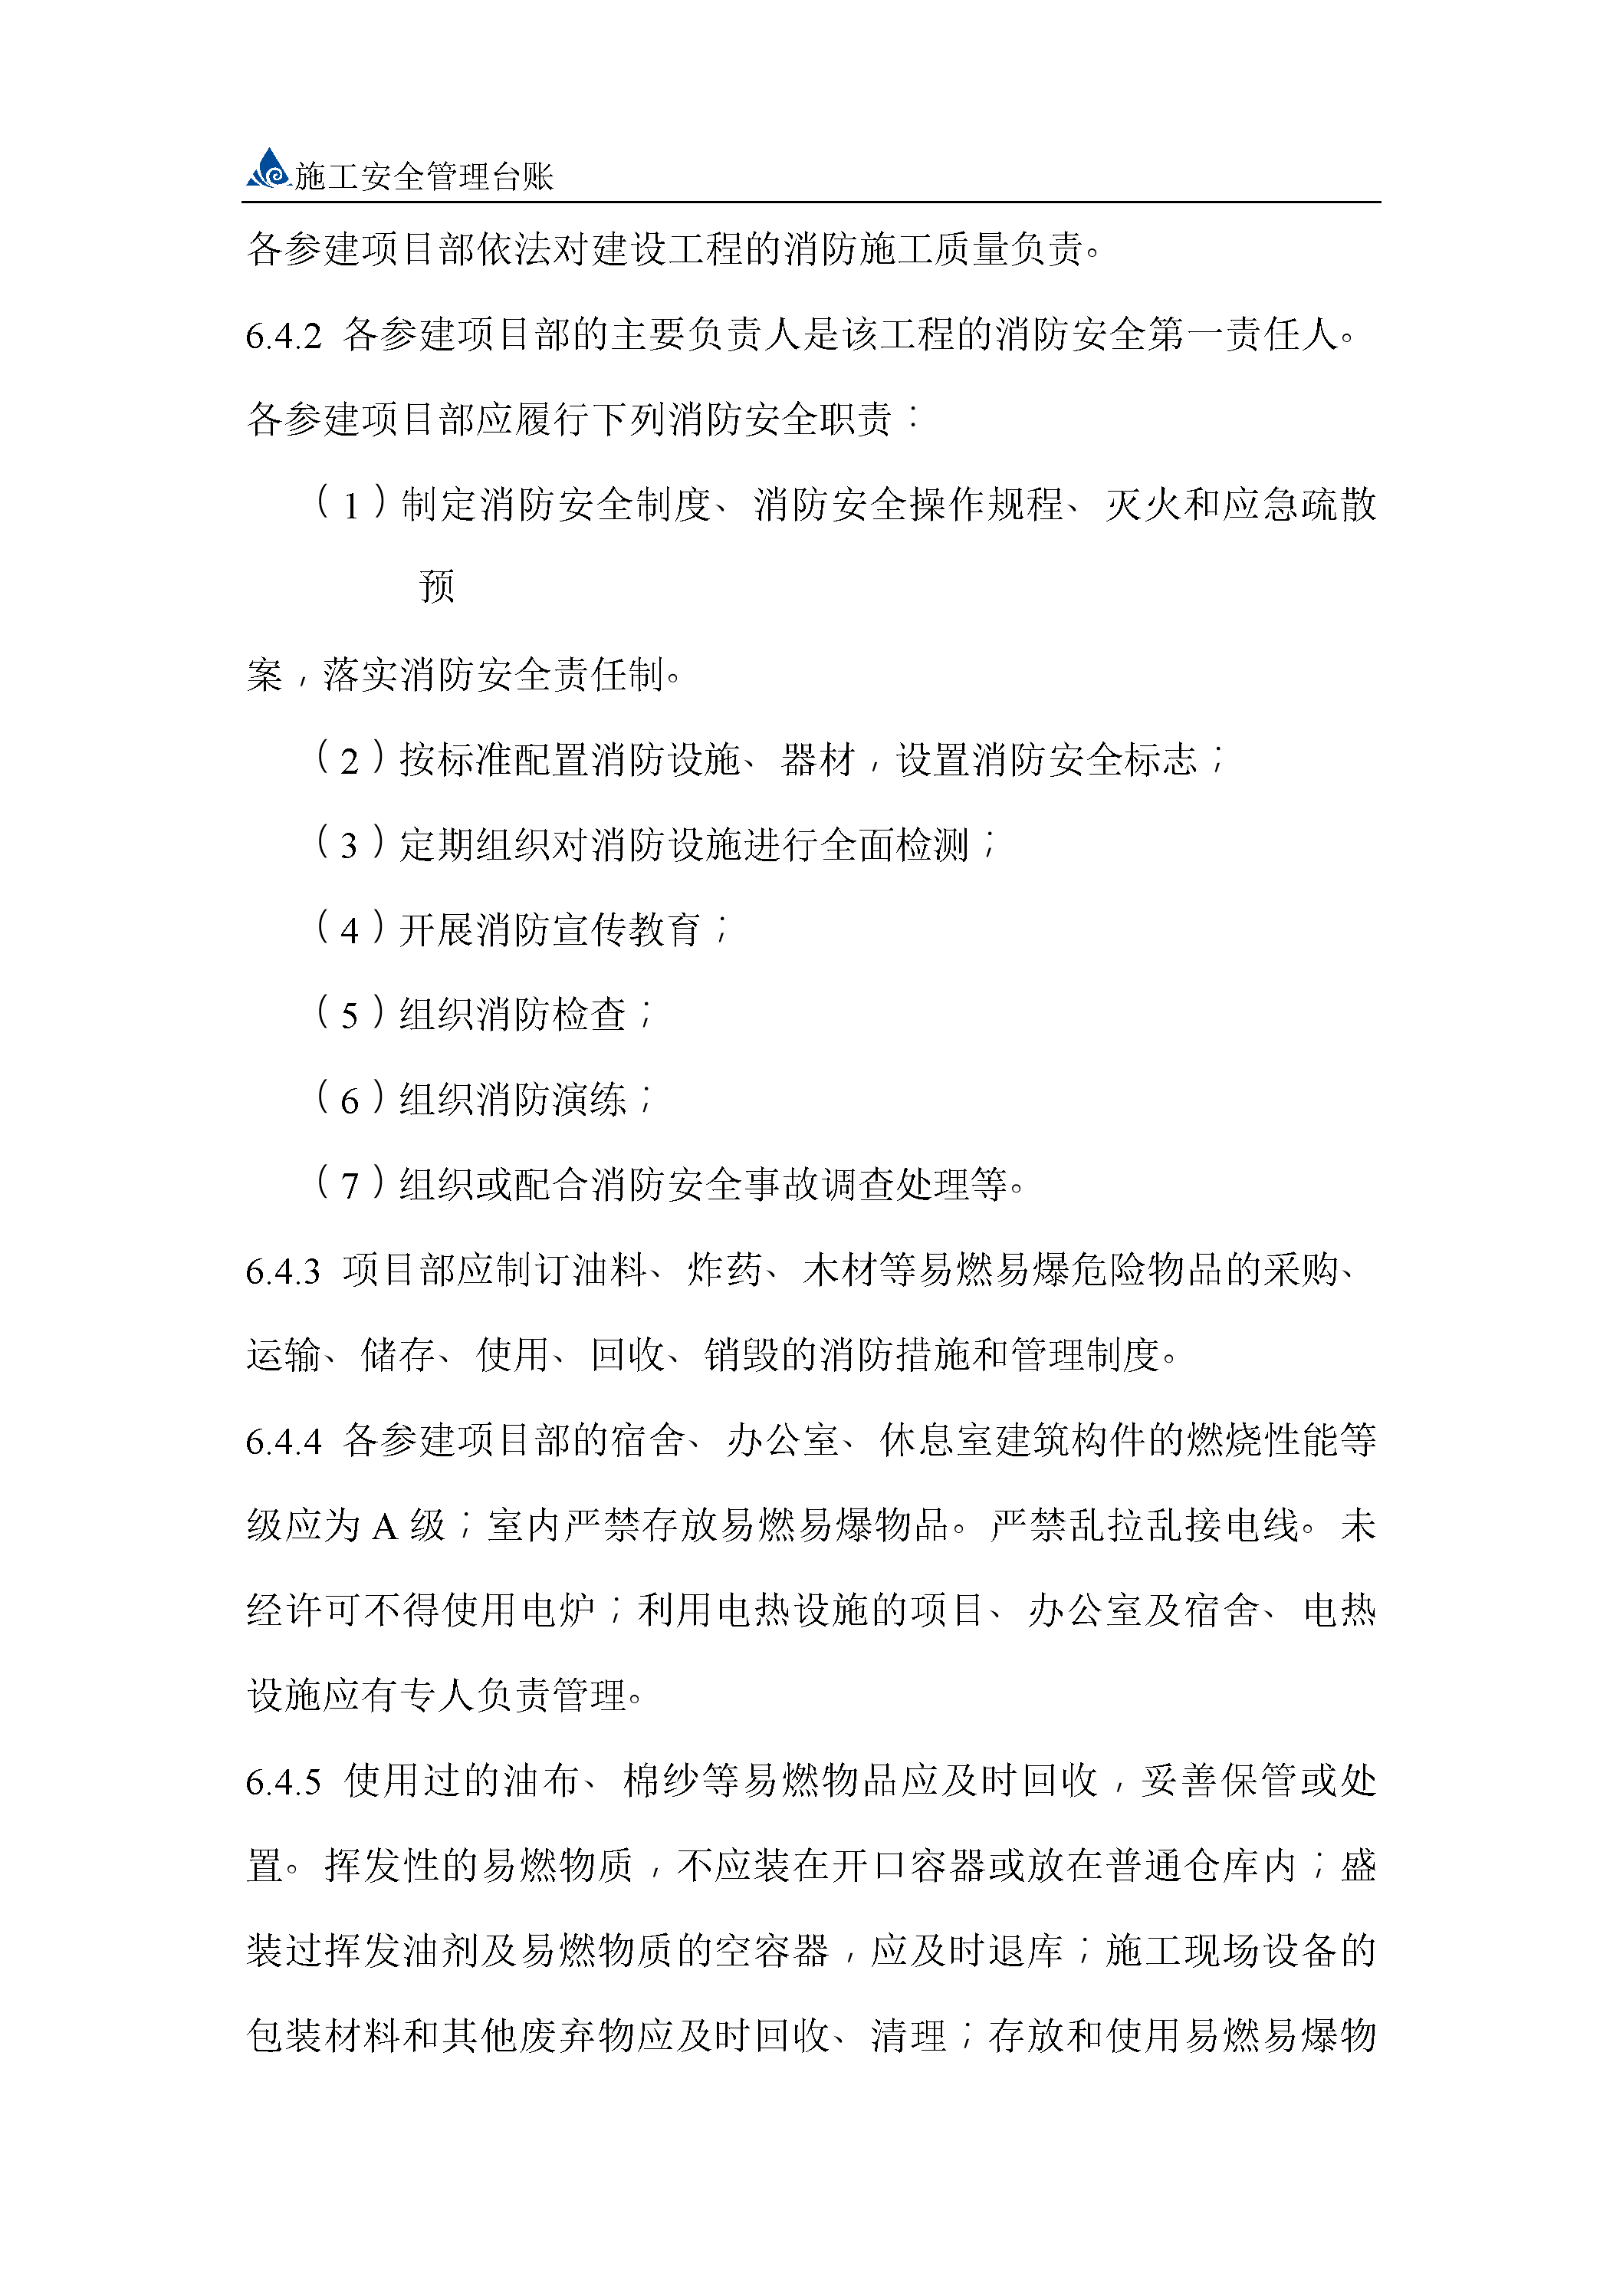 施工安全管理台账
各参建项目部依法对建设工程的消防施工质量负责。
6.4.2 各参建项目部的主要负责人是该工程的消防安全第一责任人。
各参建项目部应履行下列消防安全职责：
（1）制定消防安全制度、消防安全操作规程、灭火和应急疏散
预
案，落实消防安全责任制。
（2）按标准配置消防设施、器材，设置消防安全标志；
（3）定期组织对消防设施进行全面检测；
（4）开展消防宣传教育；
（5）组织消防检查；
（6）组织消防演练；
（7）组织或配合消防安全事故调查处理等。
6.4.3 项目部应制订油料、炸药、木材等易燃易爆危险物品的采购、
运输、储存、使用、回收、销毁的消防措施和管理制度。
6.4.4 各参建项目部的宿舍、办公室、休息室建筑构件的燃烧性能等
级应为 A 级；室内严禁存放易燃易爆物品。严禁乱拉乱接电线。未
经许可不得使用电炉；利用电热设施的项目、办公室及宿舍、电热
设施应有专人负责管理。
6.4.5 使用过的油布、棉纱等易燃物品应及时回收，妥善保管或处
置。挥发性的易燃物质，不应装在开口容器或放在普通仓库内；盛
装过挥发油剂及易燃物质的空容器，应及时退库；施工现场设备的
包装材料和其他废弃物应及时回收、清理；存放和使用易燃易爆物